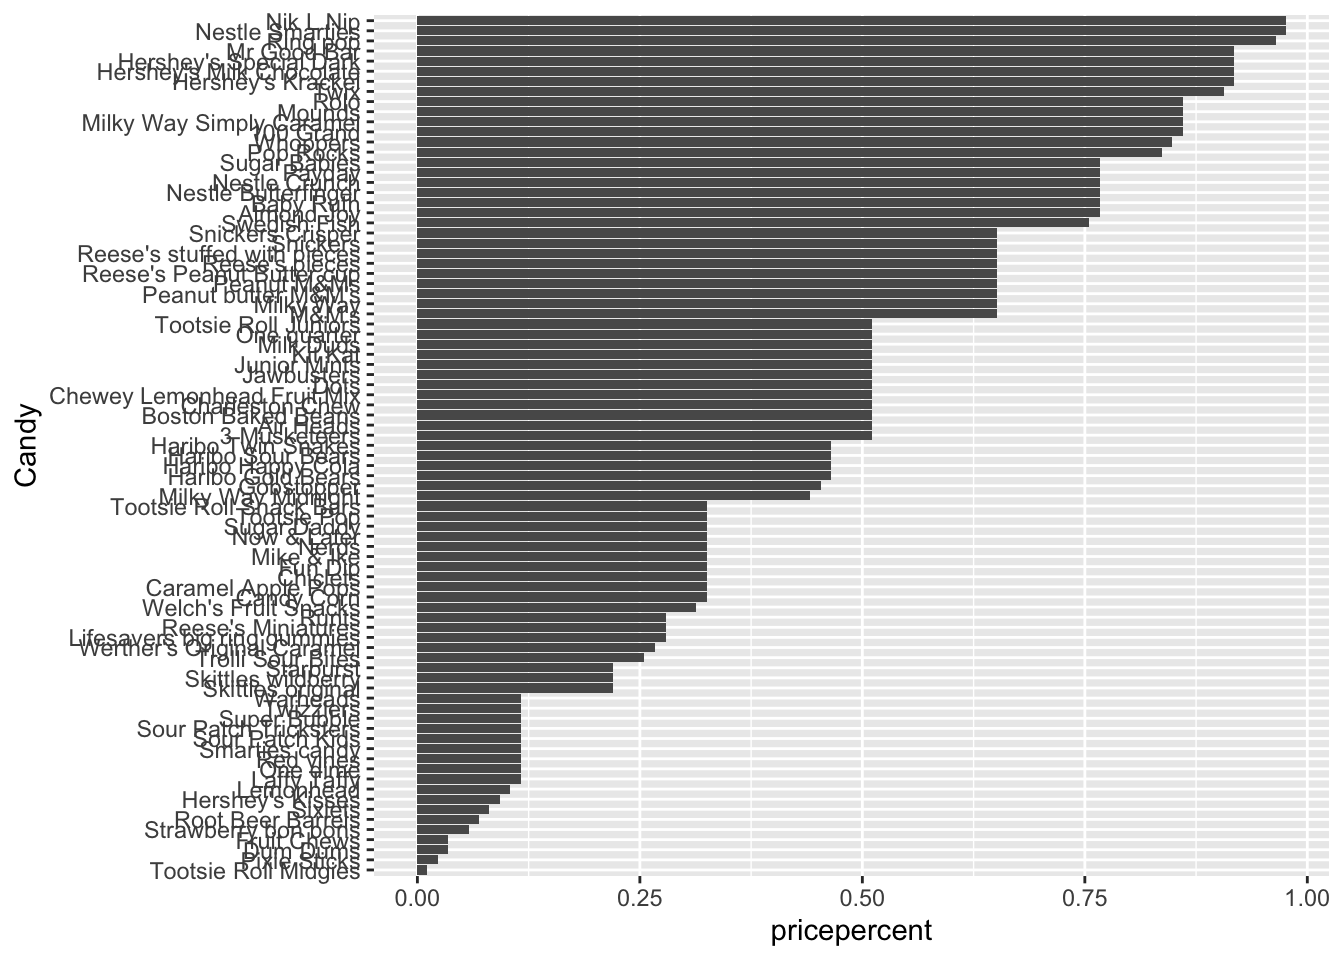 Nik L Nip
Nestle Smarties
Ring pop
Mr Good Bar
Hershey's Special Dark
Hershey's Milk Chocolate
Hershey's Krackel
Twix
Rolo
Mounds
Milky Way Simply Caramel
100 Grand
Whoppers
Pop Rocks
Sugar Babies
Payday
Nestle Crunch
Nestle Butterfinger
Baby Ruth
Almond Joy
Swedish Fish
Snickers Crisper
Snickers
Reese's stuffed with pieces
Reese's pieces
Reese's Peanut Butter cup
Peanut M&Ms
Peanut butter M&M's
Milky Way
M&M's
Tootsie Roll Juniors
One quarter
Milk Duds
Kit Kat
Junior Mints
Jawbusters
Dots
Chewey Lemonhead Fruit Mix
Charleston Chew
Boston Baked Beans
Air Heads
3 Musketeers
Haribo Twin Snakes
Haribo Sour Bears
Haribo Happy Cola
Haribo Gold Bears
Gobstopper
Milky Way Midnight
Tootsie Roll Snack Bars
Tootsie Pop
Sugar Daddy
Now & Later
Nerds
Mike & Ike
Fun Dip
Chiclets
Caramel Apple Pops
Candy Corn
Welch's Fruit Snacks
Runts
Reese's Miniatures
Lifesavers big ring gummies
Werther's Original Caramel
Trolli Sour Bites
Starburst
Skittles wildberry
Skittles original
Warheads
Twizzlers
Super Bubble
Sour Patch Tricksters
Sour Patch Kids
Smarties candy
Red vines
One dime
Laffy Taffy
Lemonhead
Hershey's Kisses
Sixlets
Root Beer Barrels
Strawberry bon bons
Fruit Chews
Dum Dums
Pixie Sticks
Tootsie Roll Midgies
Candy
0.00 0.25 0.50 0.75 1.00
pricepercent